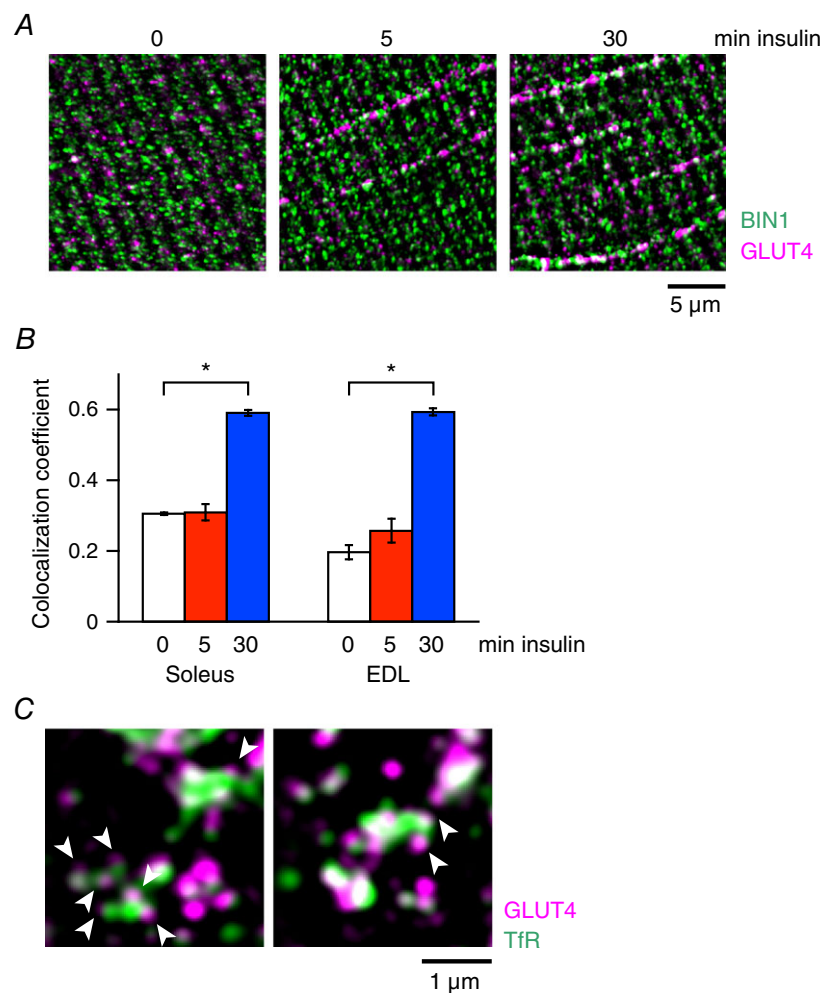 A
0 5 30 min insulin
BIN1
GLUT4
5 µm
B
Colocalization coefficient
* *
0.6
0.4
0.2
0
0 5 30 0 5 30 min insulin
Soleus EDL
C
GLUT4
TfR
1 µm